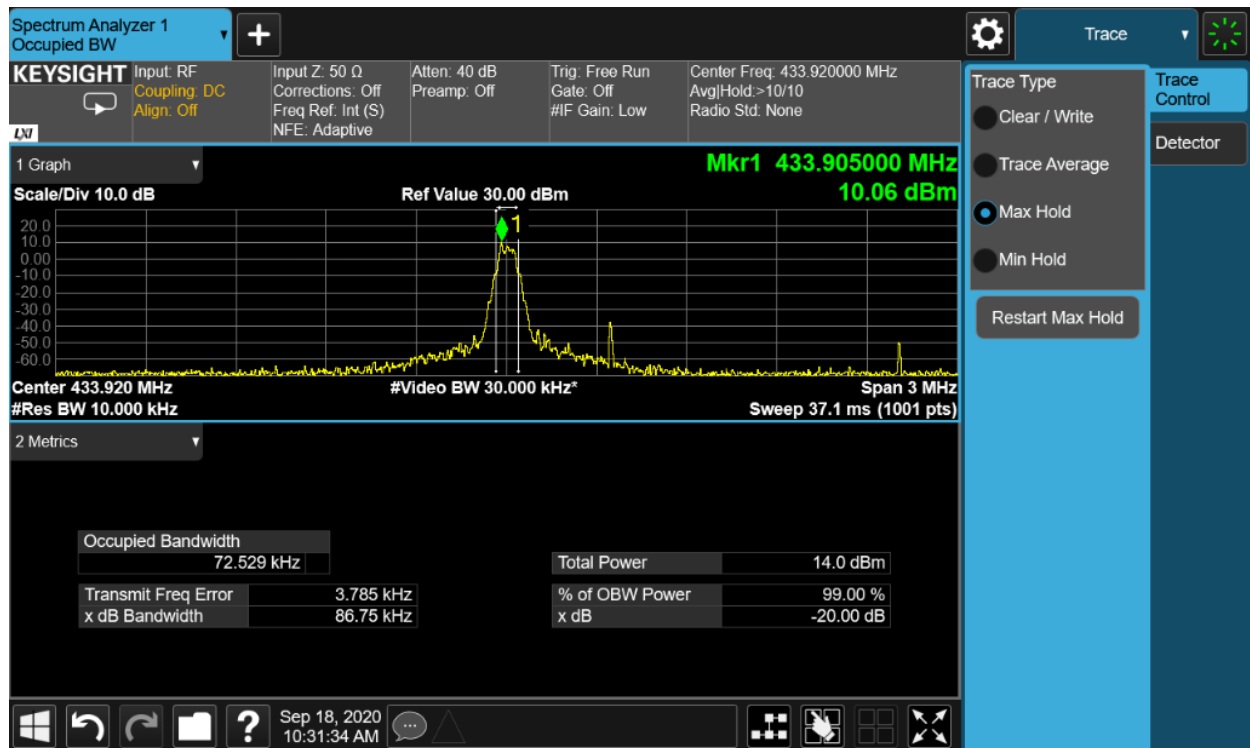 Spectrum Analyzer 1
Occupied BW
+
Trace
KEYSIGHT
LXI
Input: RF
Coupling: DC
Align: Off
Input Z: 50 Ω
Corrections: Off
Freq Ref: Int (S)
NFE: Adaptive
Atten: 40 dB
Preamp: Off
Trig: Free Run
Gate: Off
#IF Gain: Low
Center Freq: 433.920000 MHz
Avg|Hold:>10/10
Radio Std: None
1 Graph
Mkr1 433.905000 MHz
10.06 dBm
Scale/Div 10.0 dB
Ref Value 30.00 dBm
1
20.0
10.0
0.00
-10.0
-20.0
-30.0
-40.0
-50.0
-60.0
Center 433.920 MHz
#Video BW 30.000 kHz*
Span 3 MHz
#Res BW 10.000 kHz
Sweep 37.1 ms (1001 pts)
2 Metrics
Occupied Bandwidth
72.529 kHz
Total Power 14.0 dBm
Transmit Freq Error 3.785 kHz
% of OBW Power 99.00 %
x dB Bandwidth 86.75 kHz
x dB -20.00 dB
Trace Type
Clear / Write
Trace Average
Max Hold
Min Hold
Restart Max Hold
Trace
Control
Detector
?
Sep 18, 2020
10:31:34 AM